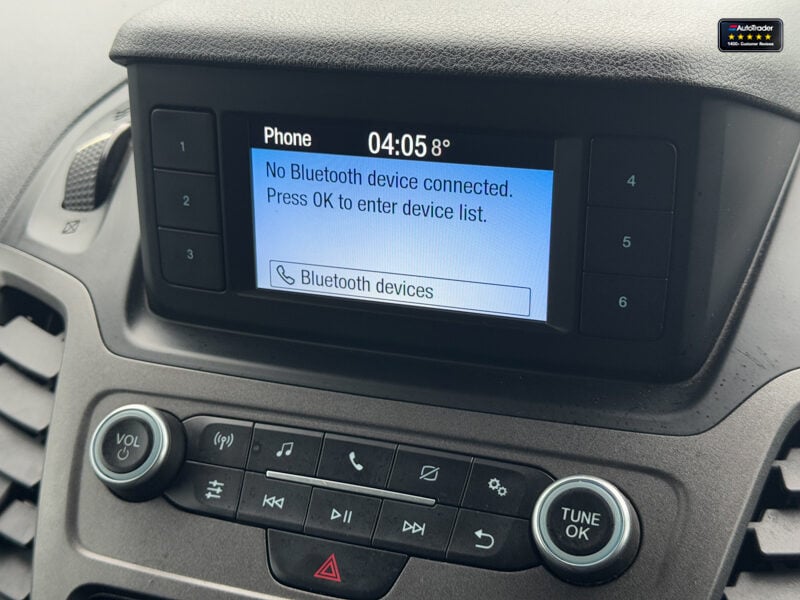 AutoTrader
1400+ Customer Reviews
Phone 04:05 8°
No Bluetooth device connected.
Press OK to enter device list.
Bluetooth devices
1
2
3
4
5
6
VOL
TUNE
OK